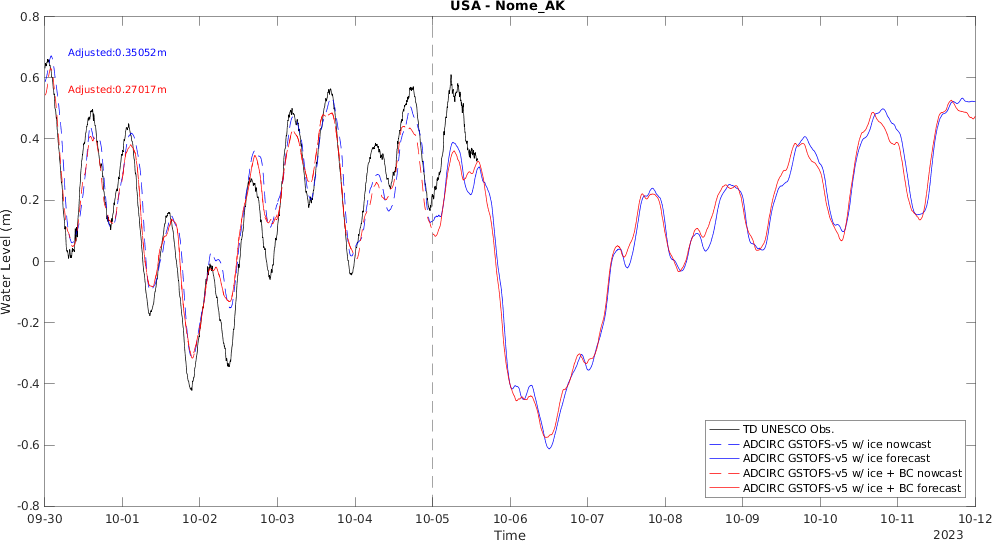 USA - Nome_AK
Adjusted:0.35052m
Adjusted:0.27017m
Water Level (m)
0.8
0.6
0.4
0.2
0
-0.2
-0.4
-0.6
-0.8
TD UNESCO Obs.
ADCIRC GSTOFS-v5 w/ ice nowcast
ADCIRC GSTOFS-v5 w/ ice forecast
ADCIRC GSTOFS-v5 w/ ice + BC nowcast
ADCIRC GSTOFS-v5 w/ ice + BC forecast
09-30 10-01 10-02 10-03 10-04 10-05 10-06 10-07 10-08 10-09 10-10 10-11 10-12
Time
2023